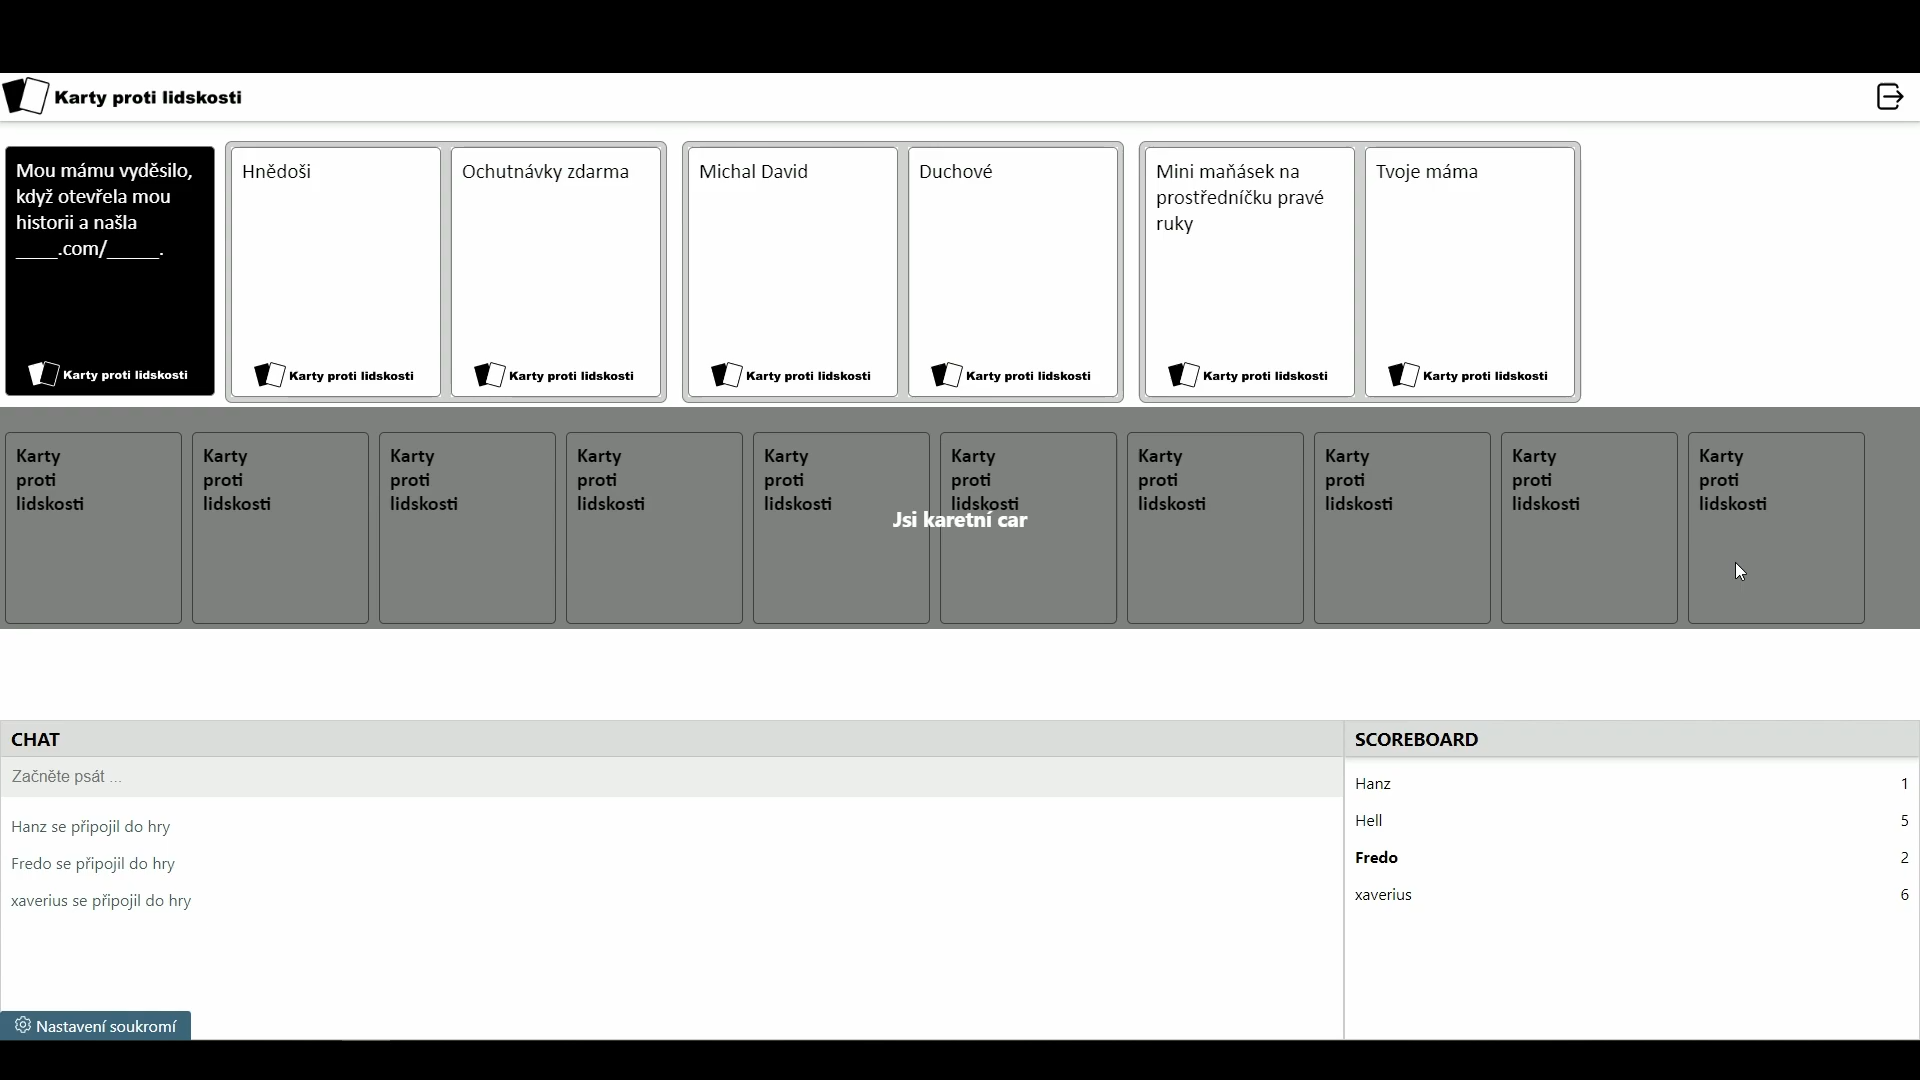 Karty proti lidskosti
Mou mámu vyděsilo,
když otevřela mou
historii a našla
____.com/_____.
Karty proti lidskosti
Hnědoši
Karty proti lidskosti
Ochutnávky zdarma
Karty proti lidskosti
Michal David
Karty proti lidskosti
Duchové
Karty proti lidskosti
Mini maňásek na
prostředníčku pravé
ruky
Karty proti lidskosti
Tvoje máma
Karty proti lidskosti
Karty
proti
lidskosti
Karty
proti
lidskosti
Karty
proti
lidskosti
Karty
proti
lidskosti
Karty
proti
lidskosti
Karty
proti
lidskosti
Karty
proti
lidskosti
Karty
proti
lidskosti
Karty
proti
lidskosti
Karty
proti
lidskosti
Jsi karetní car
CHAT
Začněte psát ...
Hanz se připojil do hry
Fredo se připojil do hry
xaverius se připojil do hry
Nastavení soukromí
SCOREBOARD
Hanz 1
Hell 5
Fredo 2
xaverius 6